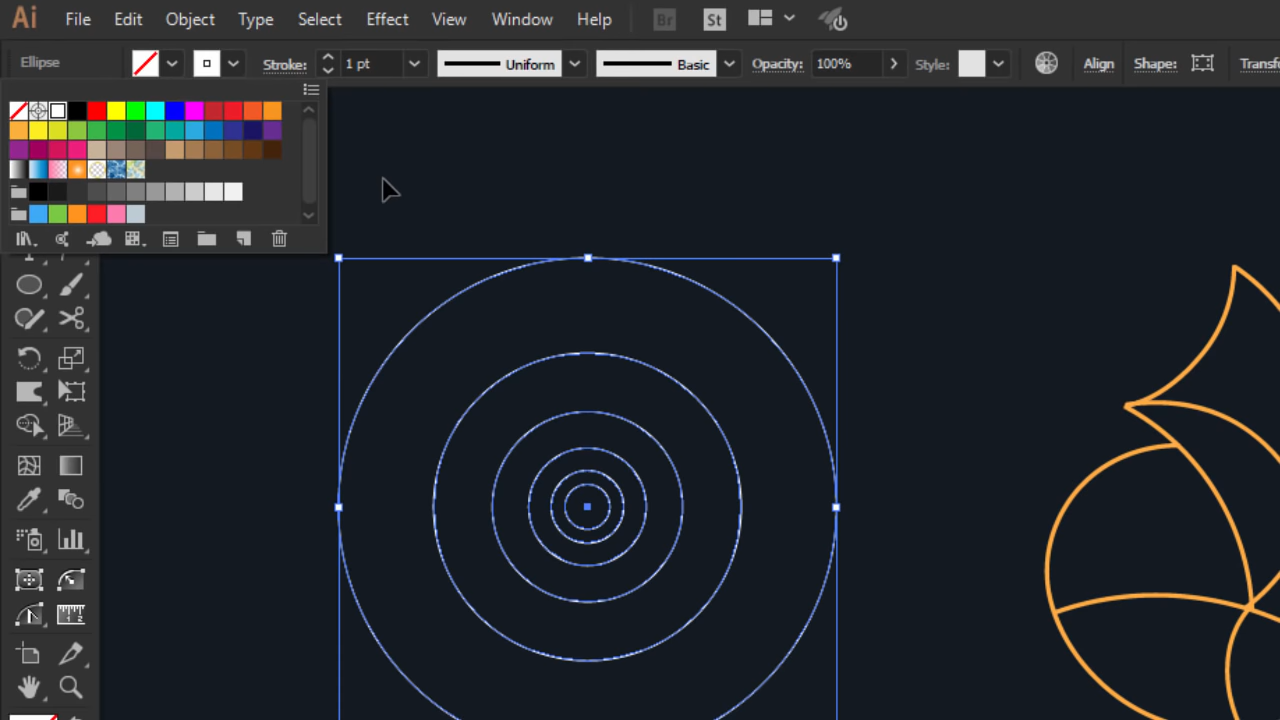 Ai File Edit Object Type Select Effect View Window Help Br St
Ellipse Stroke: 1 pt Uniform Basic Opacity: 100% Style: Align Shape: Transf